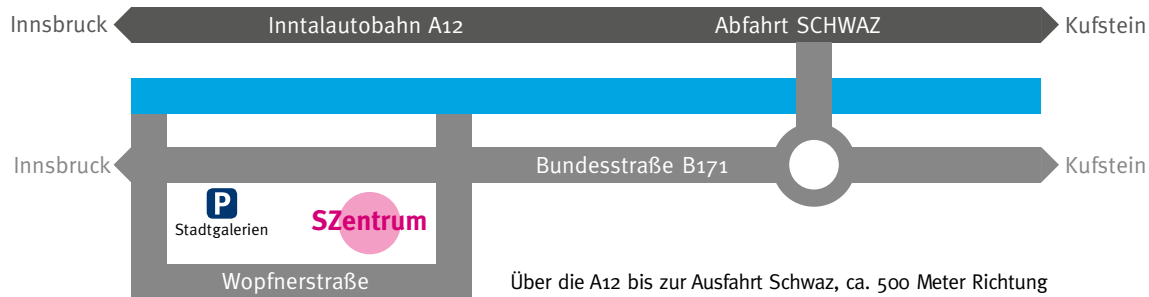 Innsbruck Inntalautobahn A12 Abfahrt SCHWAZ Kufstein
Innsbruck Bundesstraße B171 Kufstein
P
Stadtgalerien
SZentrum
Wopfnerstraße
Über die A12 bis zur Ausfahrt Schwaz, ca. 500 Meter Richtung